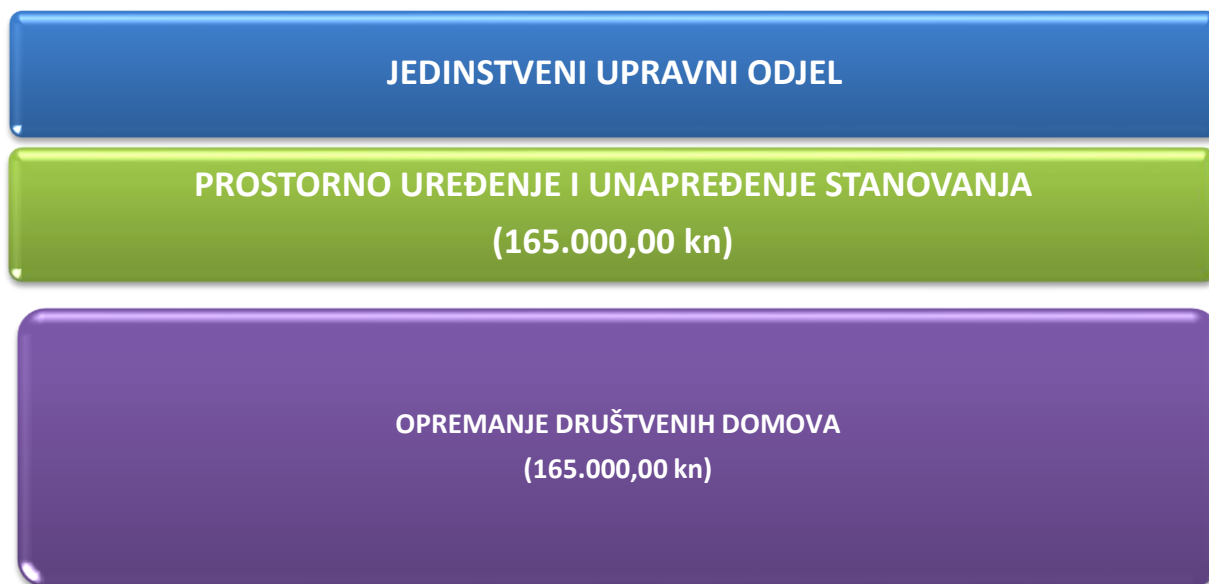 JEDINSTVENI UPRAVNI ODJEL
PROSTORNO UREĐENJE I UNAPREĐENJE STANOVANJA
(165.000,00 kn)
OPREMANJE DRUŠTVENIH DOMOVA
(165.000,00 kn)